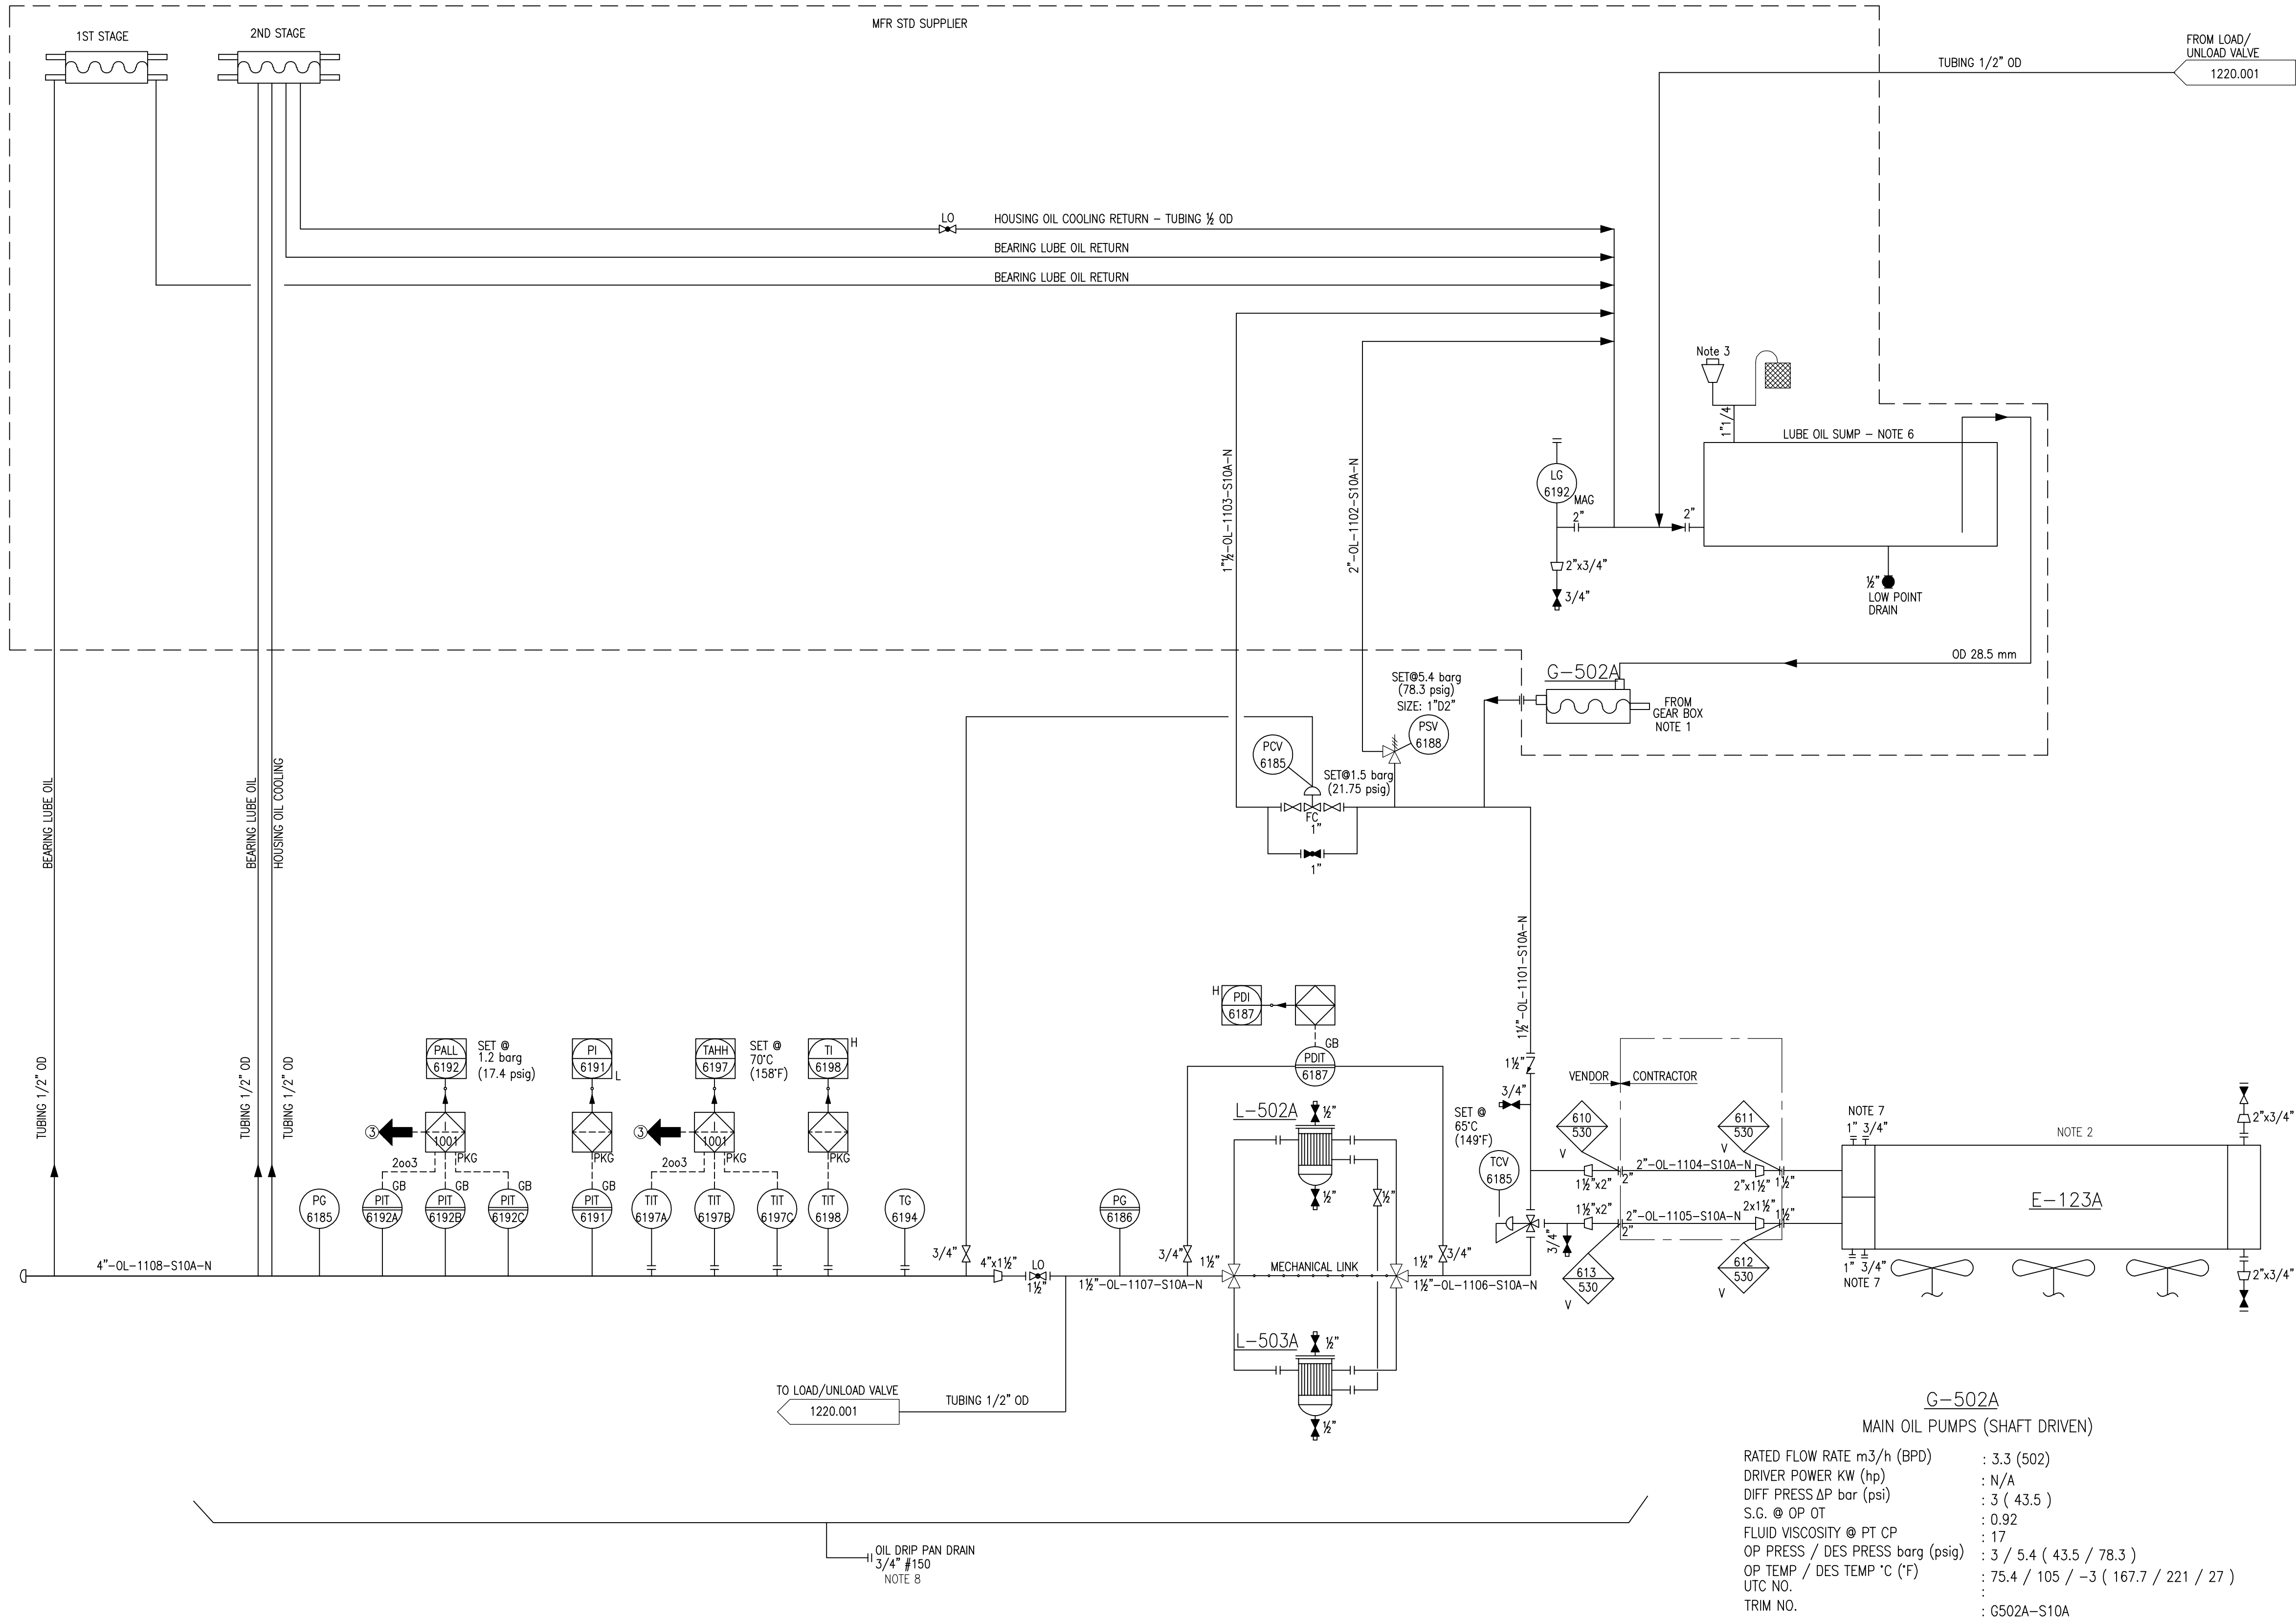 MFR STD SUPPLIER
1ST STAGE
2ND STAGE
FROM LOAD/
UNLOAD VALVE
1220.001
TUBING 1/2" OD
LO
HOUSING OIL COOLING RETURN – TUBING ½ OD
BEARING LUBE OIL RETURN
BEARING LUBE OIL RETURN
Note 3
1"1/4
LUBE OIL SUMP – NOTE 6
LG
6192
MAG
2"
2"
2"x3/4"
3/4"
½"
LOW POINT
DRAIN
1"½-OL-1103-S10A-N
2"-OL-1102-S10A-N
OD 28.5 mm
G-502A
FROM
GEAR BOX
NOTE 1
SET@5.4 barg
(78.3 psig)
SIZE: 1"D2"
PSV
6188
PCV
6185
SET@1.5 barg
(21.75 psig)
FC
1"
1"
BEARING LUBE OIL
BEARING LUBE OIL
HOUSING OIL COOLING
TUBING 1/2" OD
TUBING 1/2" OD
TUBING 1/2" OD
1½"-OL-1101-S10A-N
H
PDI
6187
GB
PDIT
6187
PALL
6192
SET @
1.2 barg
(17.4 psig)
PI
6191
L
TAHH
6197
SET @
70°C
(158°F)
TI
6198
H
3
1001
PKG
2oo3
PKG
3
1001
PKG
2oo3
PKG
PG
6185
GB
PIT
6192A
GB
PIT
6192B
GB
PIT
6192C
GB
PIT
6191
TIT
6197A
TIT
6197B
TIT
6197C
TIT
6198
TG
6194
PG
6186
4"-OL-1108-S10A-N
3/4"
4"x1½"
LO
1½"
1½"-OL-1107-S10A-N
3/4"
1½"
MECHANICAL LINK
1½"
3/4"
1½"-OL-1106-S10A-N
L-502A
½"
½"
½"
L-503A
½"
½"
1½"
3/4"
SET @
65°C
(149°F)
TCV
6185
VENDOR
CONTRACTOR
610
530
V
611
530
V
1½"x2"
2"
2"-OL-1104-S10A-N
2"x1½"
1½"
1½"x2"
2"
2"-OL-1105-S10A-N
2x1½"
1½"
3/4"
613
530
V
612
530
V
NOTE 7
1" 3/4"
NOTE 2
E-123A
1" 3/4"
NOTE 7
2"x3/4"
2"x3/4"
TO LOAD/UNLOAD VALVE
1220.001
TUBING 1/2" OD
OIL DRIP PAN DRAIN
3/4" #150
NOTE 8
G-502A
MAIN OIL PUMPS (SHAFT DRIVEN)
RATED FLOW RATE m3/h (BPD) : 3.3 (502)
DRIVER POWER KW (hp) : N/A
DIFF PRESS ΔP bar (psi) : 3 ( 43.5 )
S.G. @ OP OT : 0.92
FLUID VISCOSITY @ PT CP : 17
OP PRESS / DES PRESS barg (psig) : 3 / 5.4 ( 43.5 / 78.3 )
OP TEMP / DES TEMP °C (°F) : 75.4 / 105 / -3 ( 167.7 / 221 / 27 )
UTC NO. :
TRIM NO. : G502A-S10A